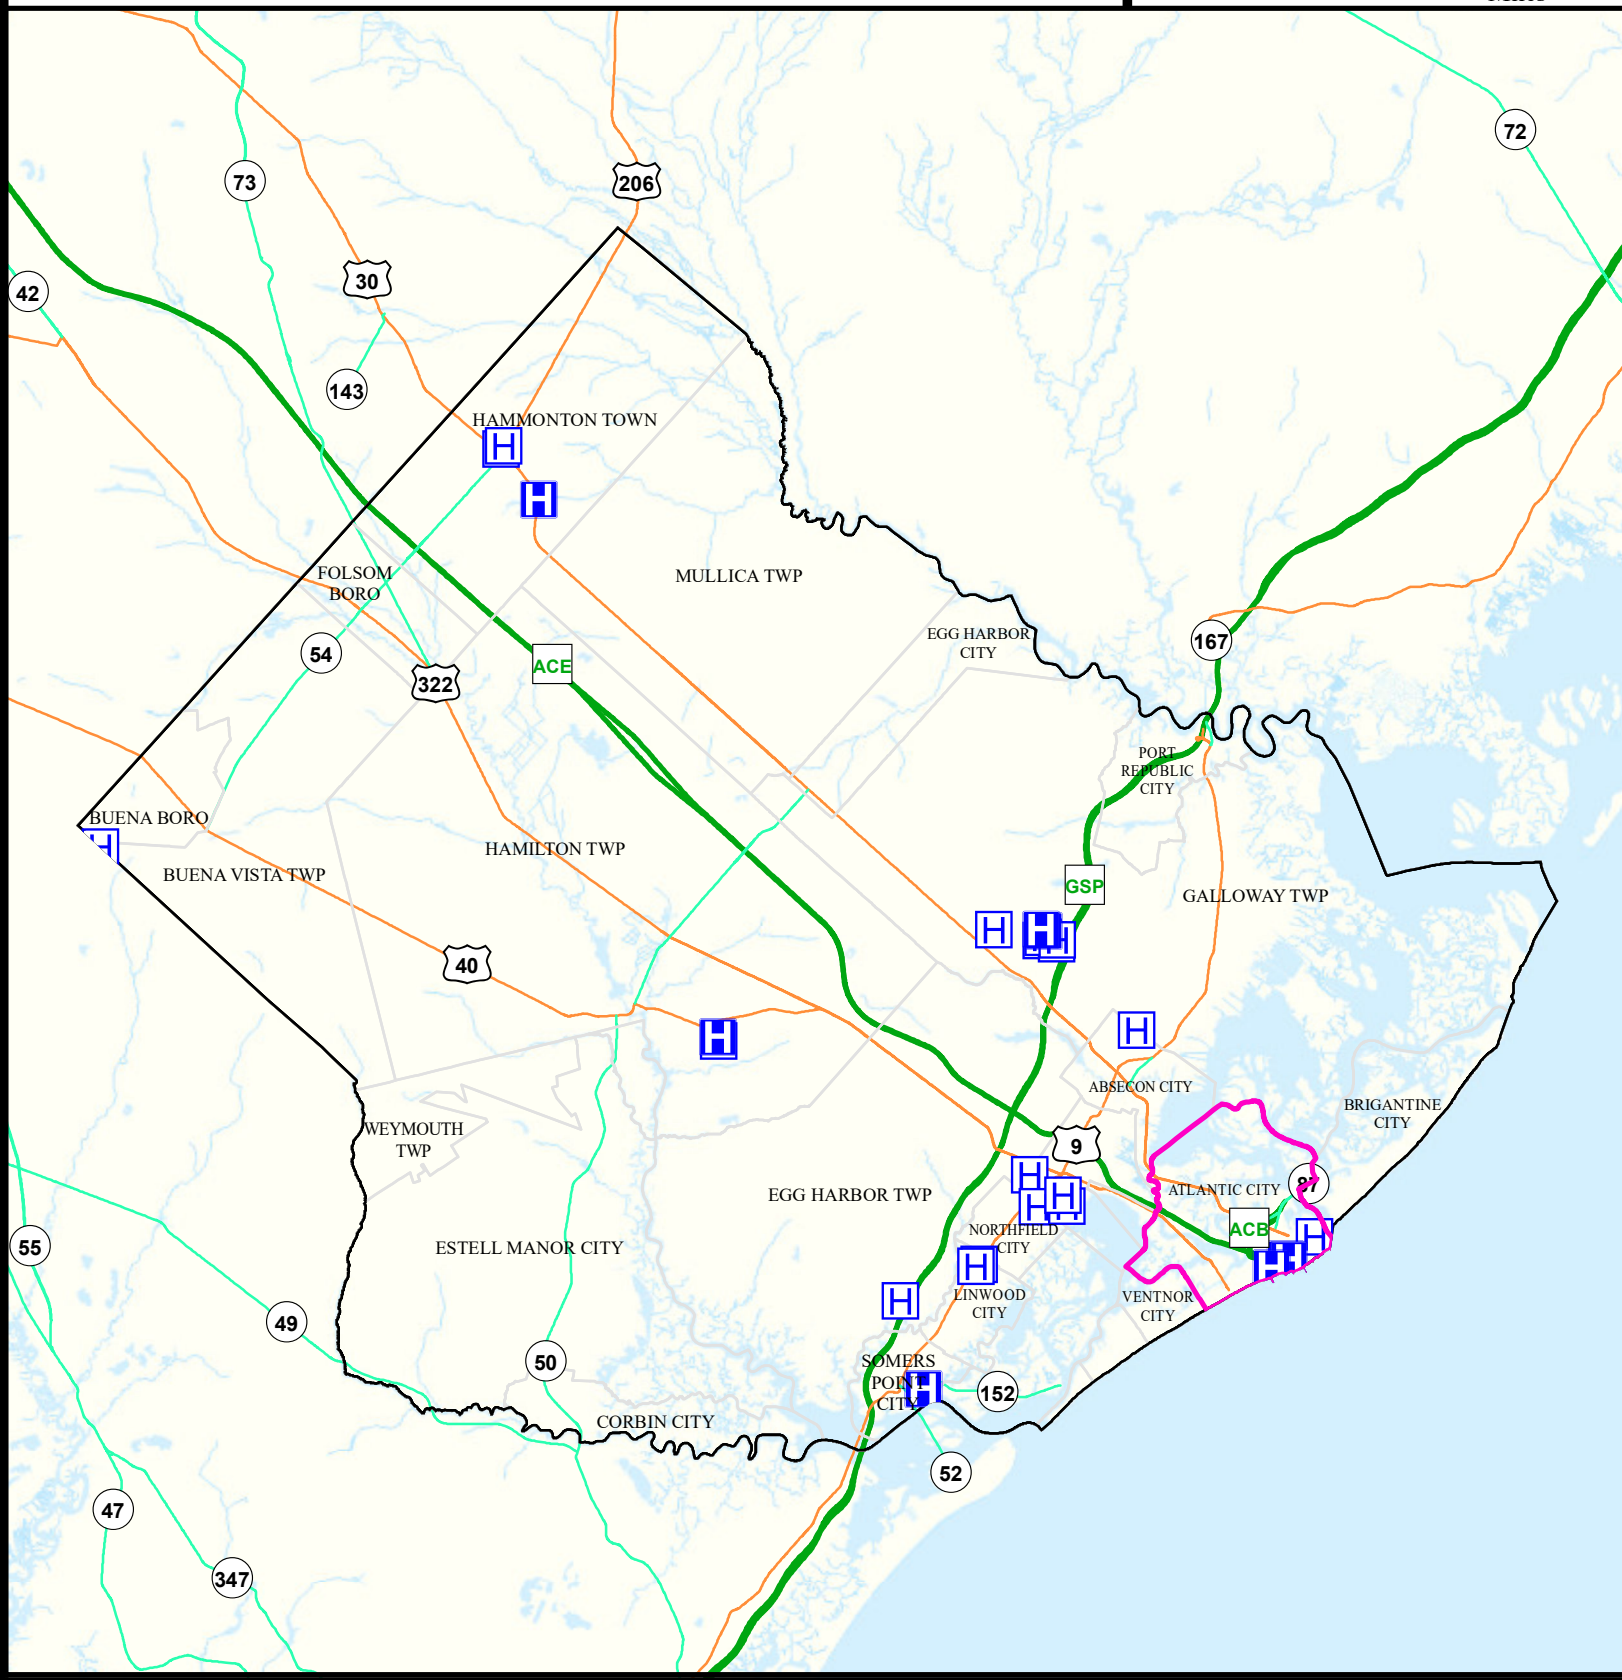 72
73
206
30
42
143
HAMMONTON TOWN
H
H
FOLSOM
BORO
MULLICA TWP
EGG HARBOR
CITY
167
54
ACE
322
PORT
REPUBLIC
CITY
BUENA BORO
H
HAMILTON TWP
BUENA VISTA TWP
GSP
GALLOWAY TWP
H
H
H
40
H
H
ABSECON CITY
BRIGANTINE
CITY
WEYMOUTH
TWP
9
H
ATLANTIC CITY
87
EGG HARBOR TWP
H
H
NORTHFIELD
CITY
ACB
H
55
ESTELL MANOR CITY
H
H
LINWOOD
CITY
H
VENTNOR
CITY
49
50
SOMERS
POINT
CITY
H
152
CORBIN CITY
52
47
347